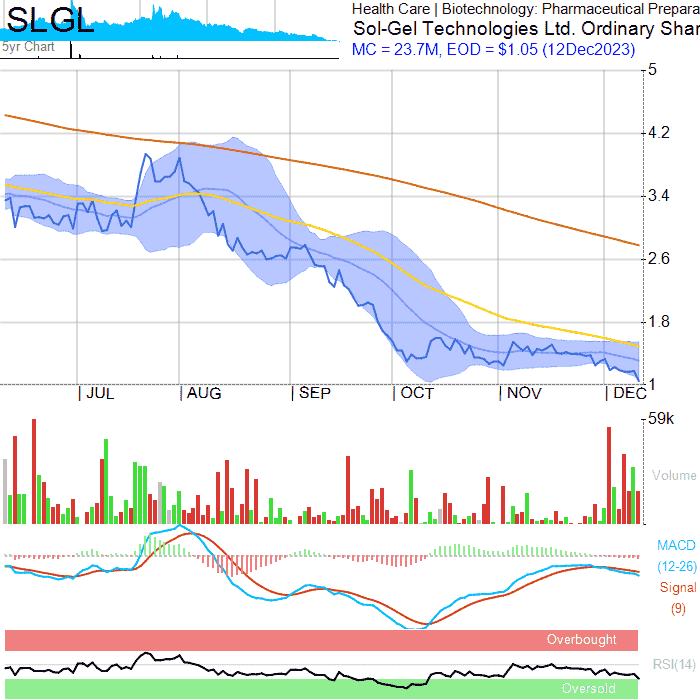 SLGL
5yr Chart
Health Care | Biotechnology: Pharmaceutical Prepara
Sol-Gel Technologies Ltd. Ordinary Shar
MC = 23.7M, EOD = $1.05 (12Dec2023)
5
4.2
3.4
2.6
1.8
1
JUL AUG SEP OCT NOV DEC
59k
Volume
MACD
(12-26)
Signal
(9)
Overbought
RSI(14)
Oversold